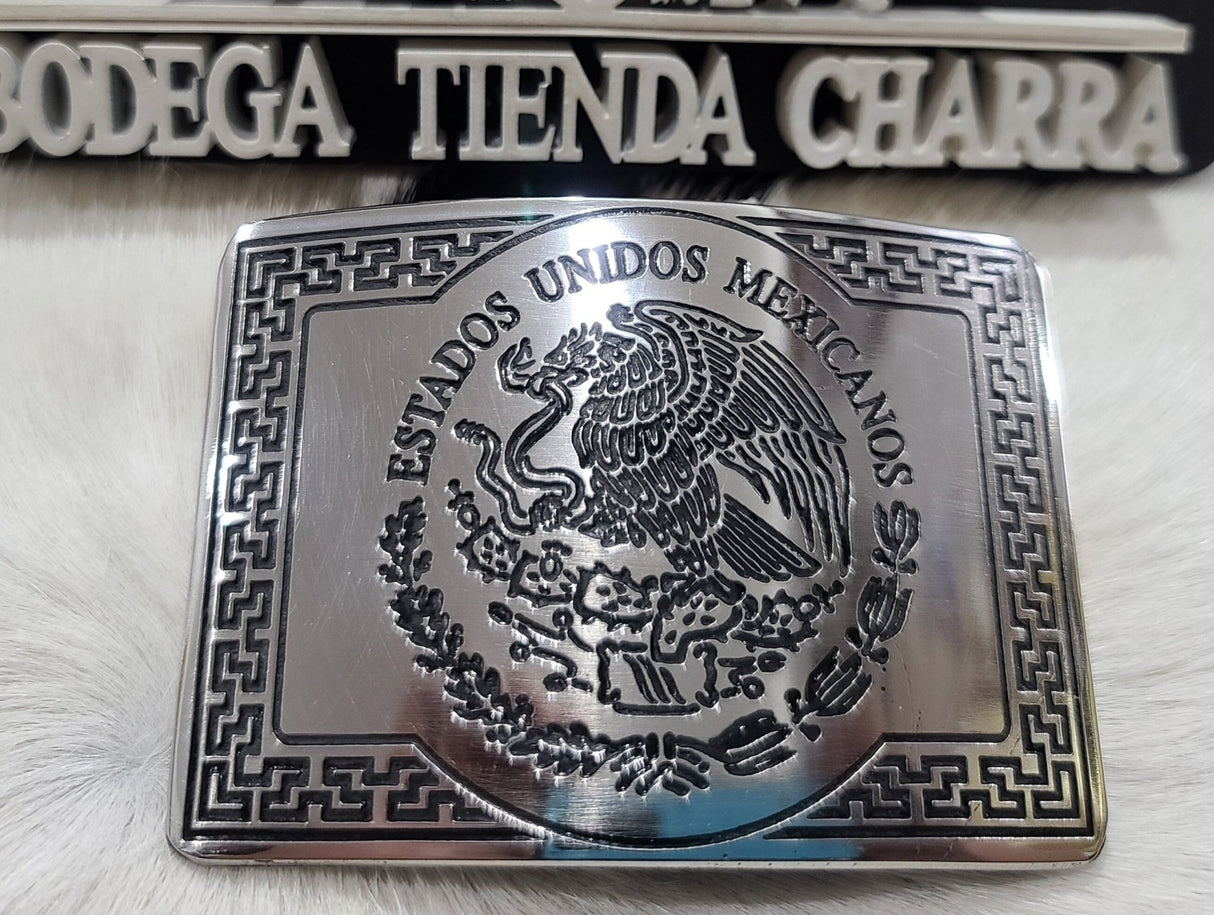 BODEGA TIENDA CHARRA
ESTADOS UNIDOS MEXICANOS